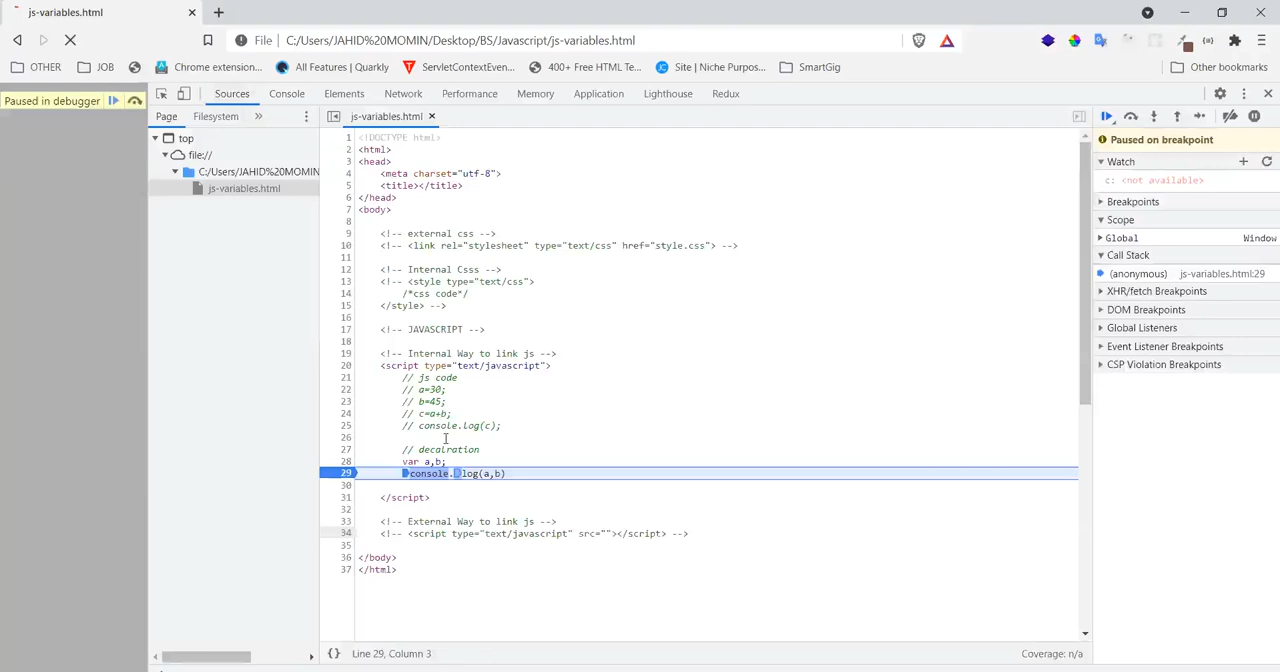 js-variables.html
File C:/Users/JAHID%20MOMIN/Desktop/BS/Javascript/js-variables.html
OTHER JOB Chrome extension... All Features | Quarkly ServletContextEven... 400+ Free HTML Te... Site | Niche Purpos... SmartGig Other bookmarks
Paused in debugger
Sources Console Elements Network Performance Memory Application Lighthouse Redux
Page Filesystem »
top
file://
C:/Users/JAHID%20MOMIN
js-variables.html
js-variables.html
1 <!DOCTYPE html>
2 <html>
3 <head>
4 <meta charset="utf-8">
5 <title></title>
6 </head>
7 <body>
8
9 <!-- external css -->
10 <!-- <link rel="stylesheet" type="text/css" href="style.css"> -->
11
12 <!-- Internal Csss -->
13 <!-- <style type="text/css">
14 /*css code*/
15 </style> -->
16
17 <!-- JAVASCRIPT -->
18
19 <!-- Internal Way to link js -->
20 <script type="text/javascript">
21 // js code
22 // a=30;
23 // b=45;
24 // c=a+b;
25 // console.log(c);
26
27 // decalration
28 var a,b;
29 console.log(a,b)
30
31 </script>
32
33 <!-- External Way to link js -->
34 <!-- <script type="text/javascript" src=""></script> -->
35
36 </body>
37 </html>
{} Line 29, Column 3
Coverage: n/a
Paused on breakpoint
Watch
c: <not available>
Breakpoints
Scope
Global Window
Call Stack
(anonymous) js-variables.html:29
XHR/fetch Breakpoints
DOM Breakpoints
Global Listeners
Event Listener Breakpoints
CSP Violation Breakpoints